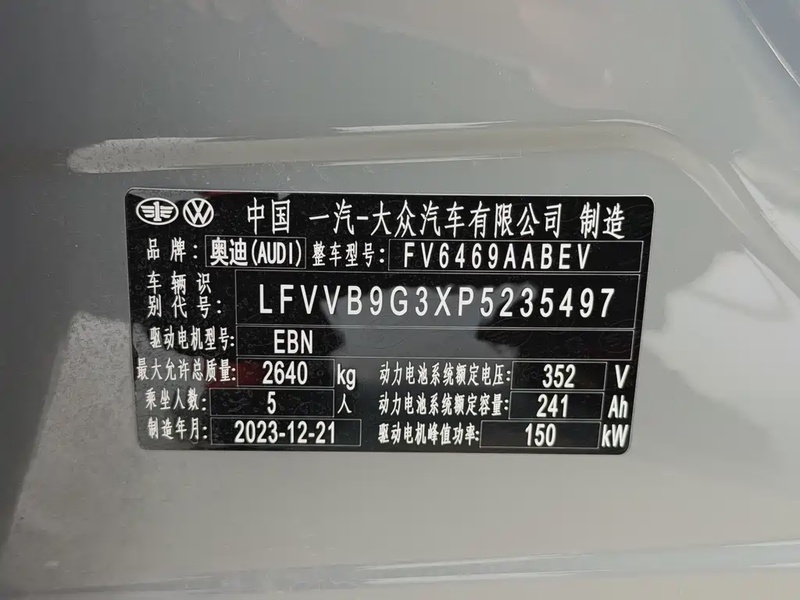 中国 一汽-大众汽车有限公司 制造
品牌: 奥迪(AUDI) 整车型号: FV6469AABEV
车辆识别代号: LFVVB9G3XP5235497
驱动电机型号: EBN
最大允许总质量: 2640 kg 动力电池系统额定电压: 352 V
乘坐人数: 5 人 动力电池系统额定容量: 241 Ah
制造年月: 2023-12-21 驱动电机峰值功率: 150 kW